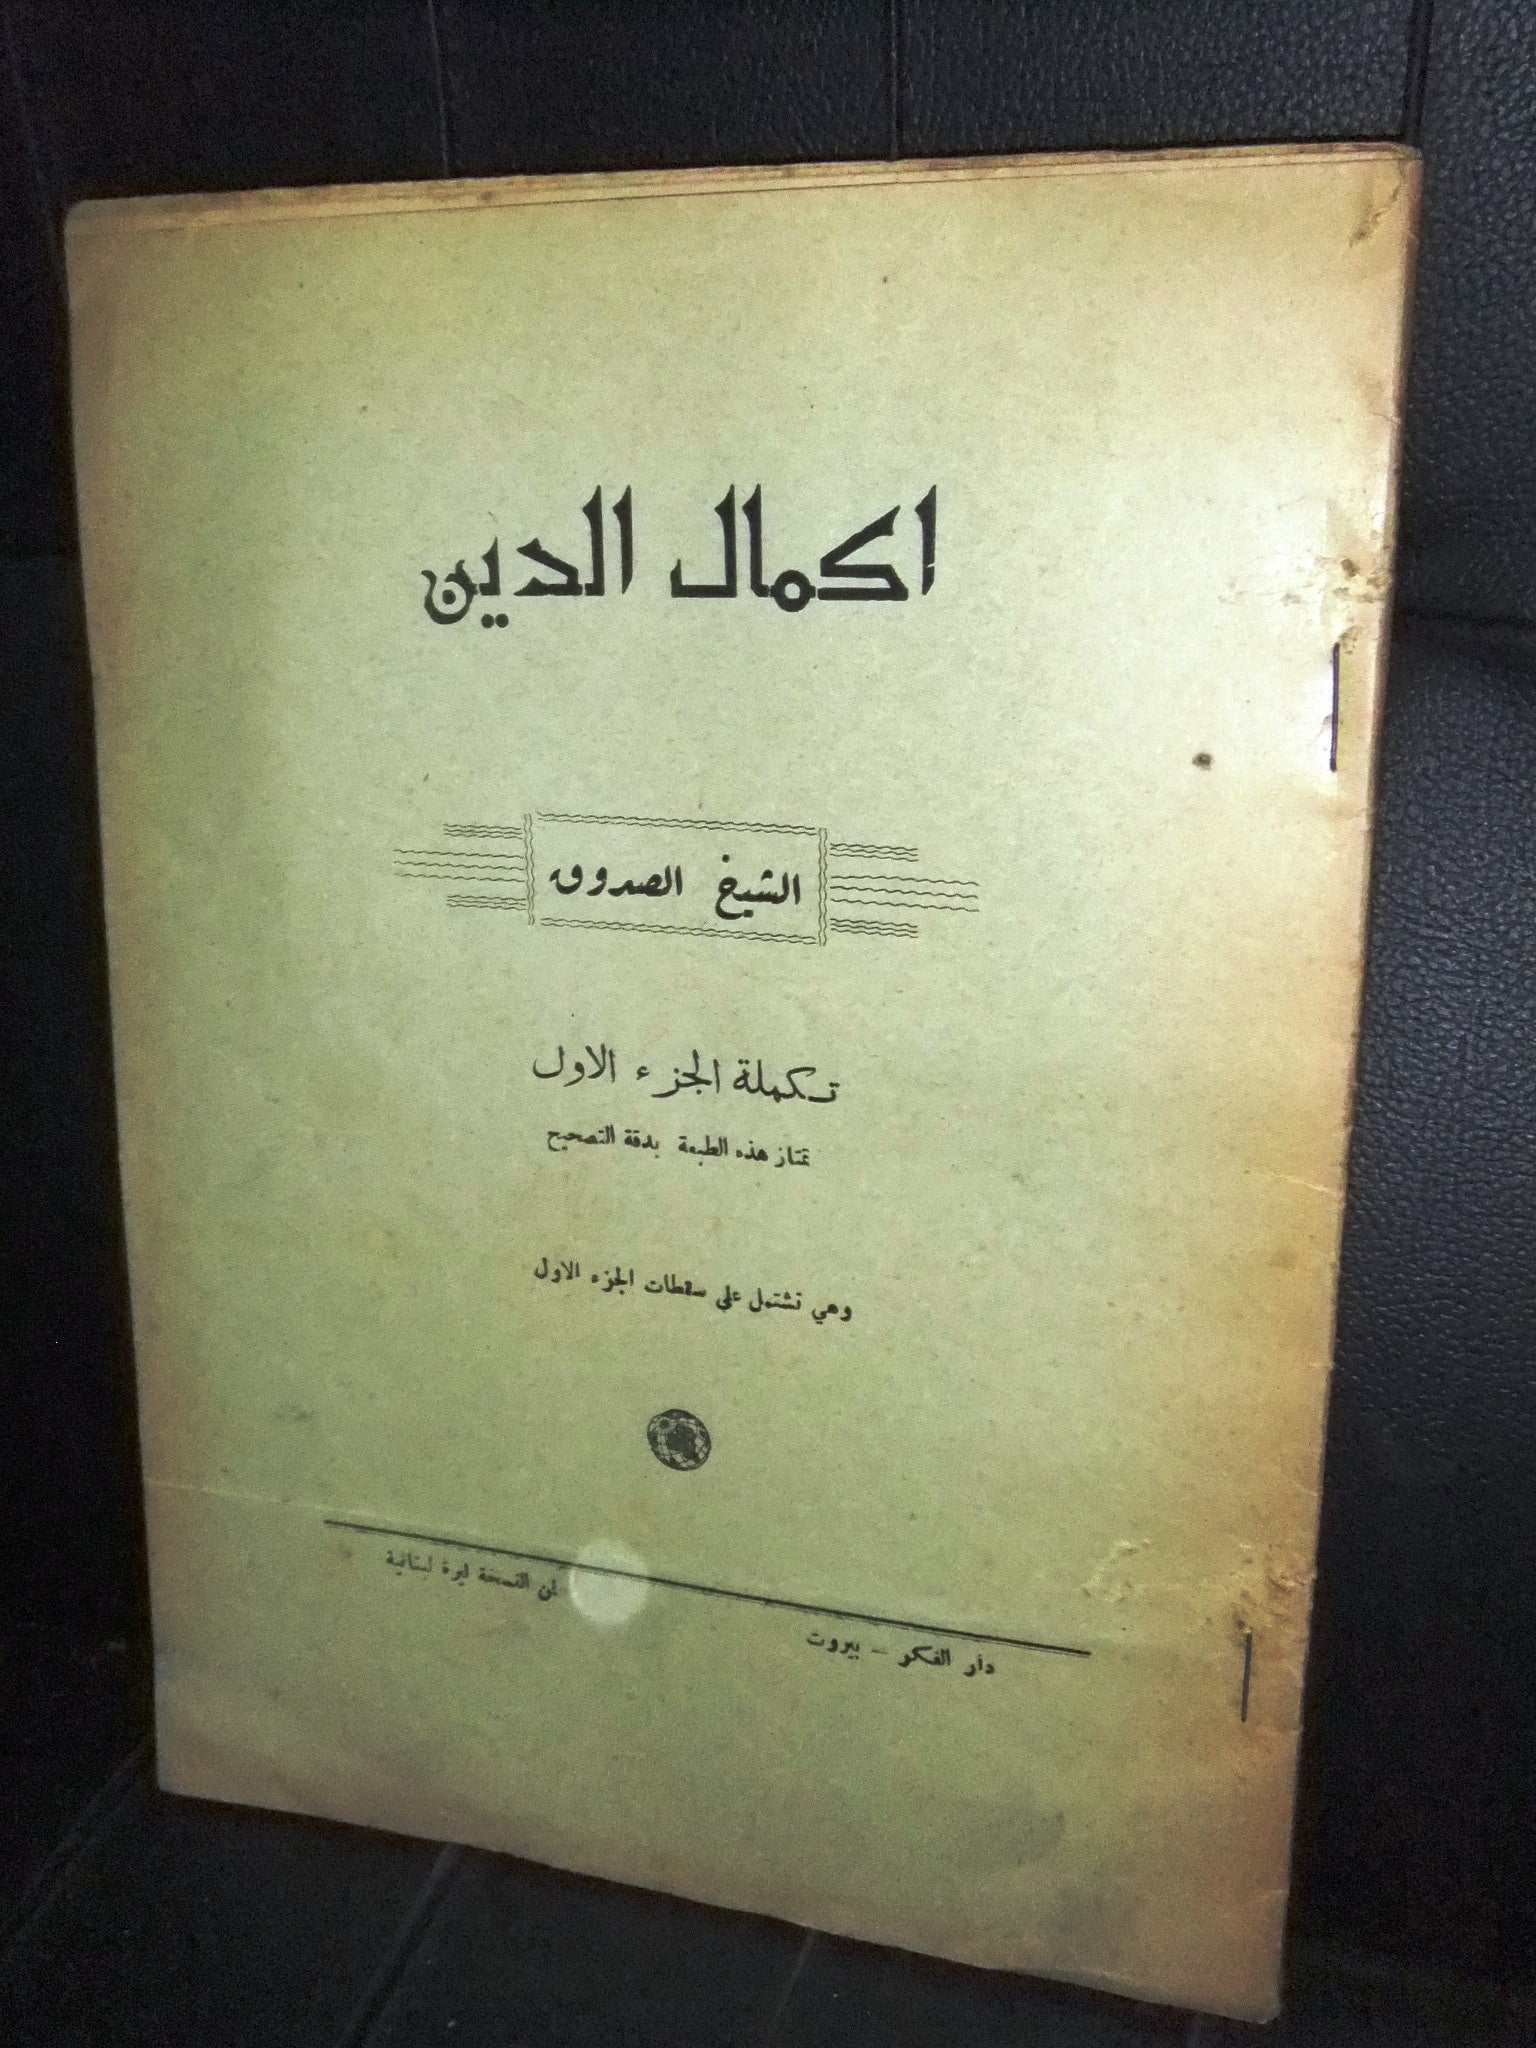 إكمال الدين
الشيخ الصدوق
تكملة الجزء الاول
تمتاز هذه الطبعة بدقة التصحيح
وهي تشتمل على سقطات الجزء الاول
دار الفكر - بيروت
ثمن النسخة ليرة لبنانية